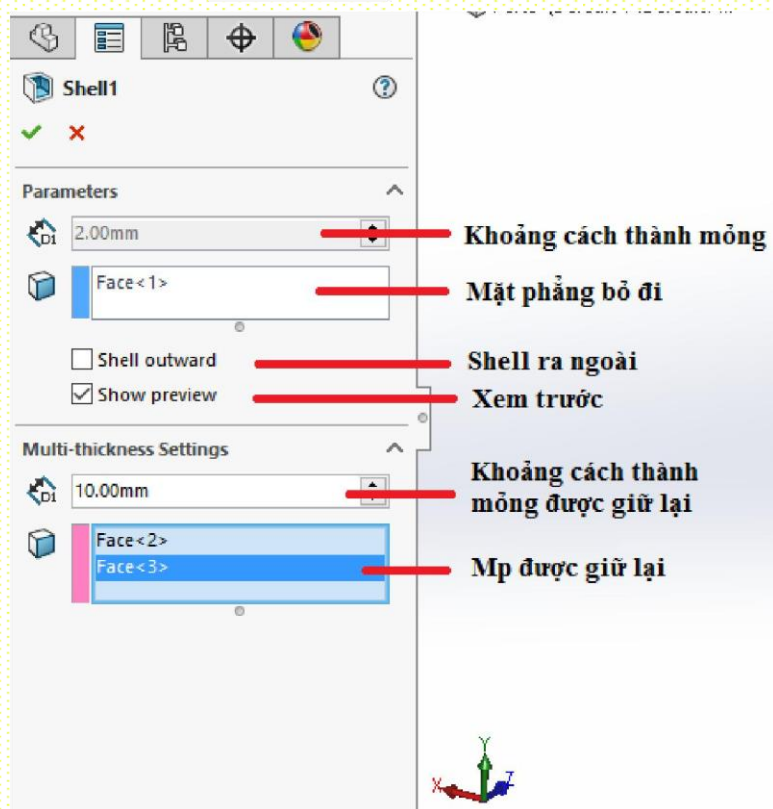 Shell1
Parameters
D1 2.00mm
Khoảng cách thành mỏng
Face<1>
Mặt phẳng bỏ đi
Shell outward
Shell ra ngoài
Show preview
Xem trước
Multi-thickness Settings
D1 10.00mm
Khoảng cách thành
mỏng được giữ lại
Face<2>
Face<3>
Mp được giữ lại
Y
X
Z